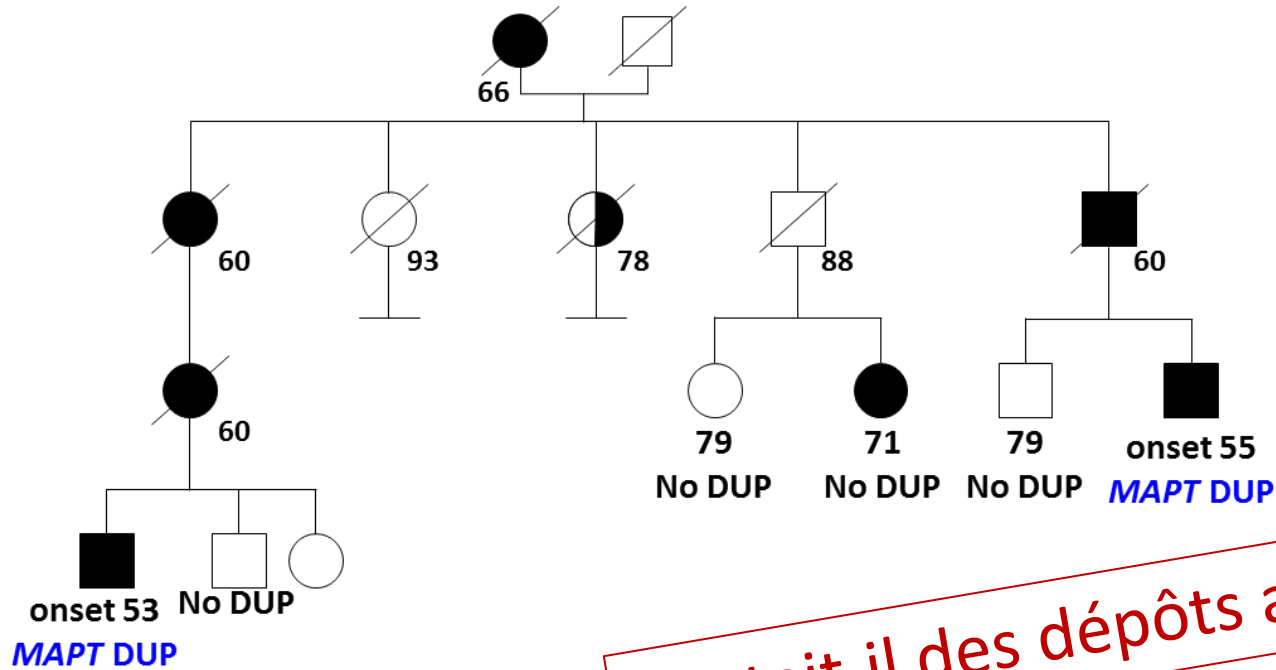 66
60
93
78
88
60
60
79
71
79
onset 55
No DUP
No DUP
No DUP
MAPT DUP
onset 53
No DUP
MAPT DUP
il des dépôts